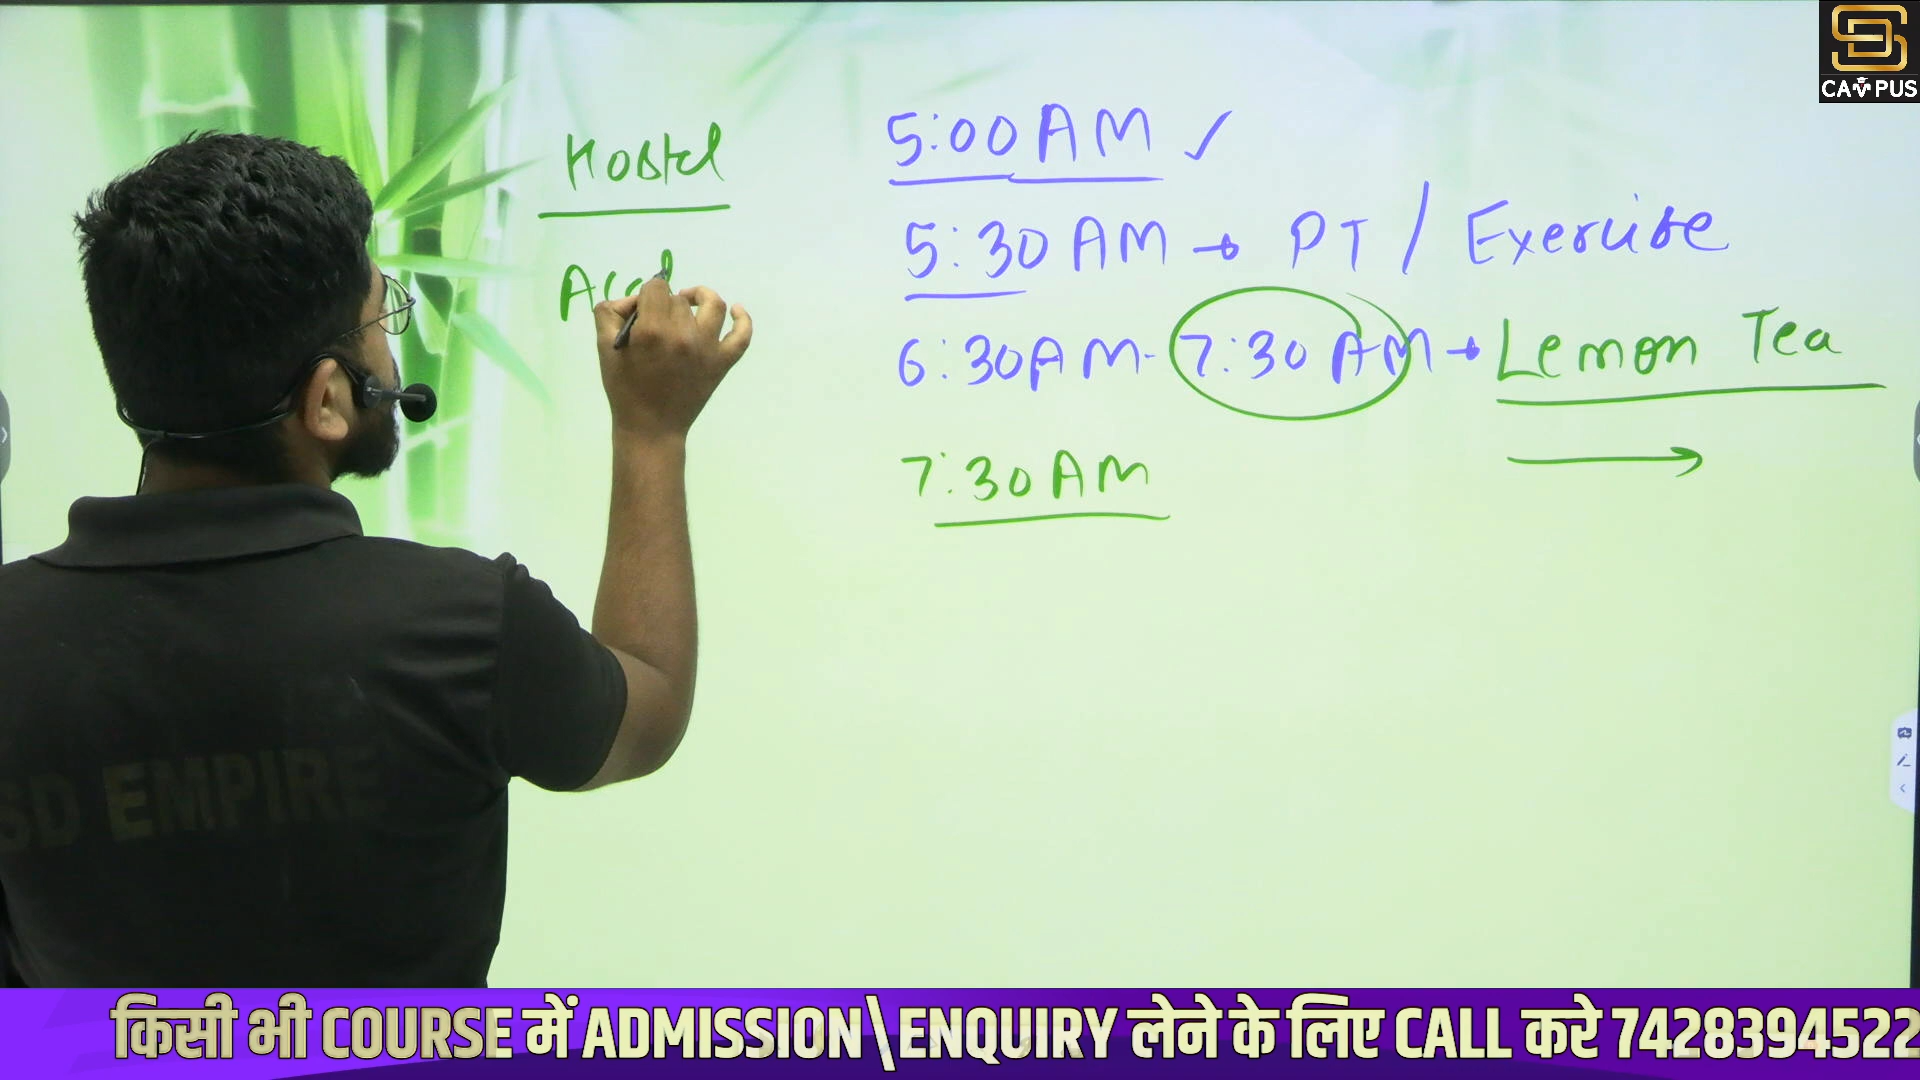 SD
CAMPUS
Hostel
5:00 AM ✓
5:30 AM → PT / Exercise
6:30 AM - 7:30 AM → Lemon Tea
7:30 AM
SD EMPIRE
किसी भी COURSE में ADMISSION\ENQUIRY लेने के लिए CALL करे 7428394522